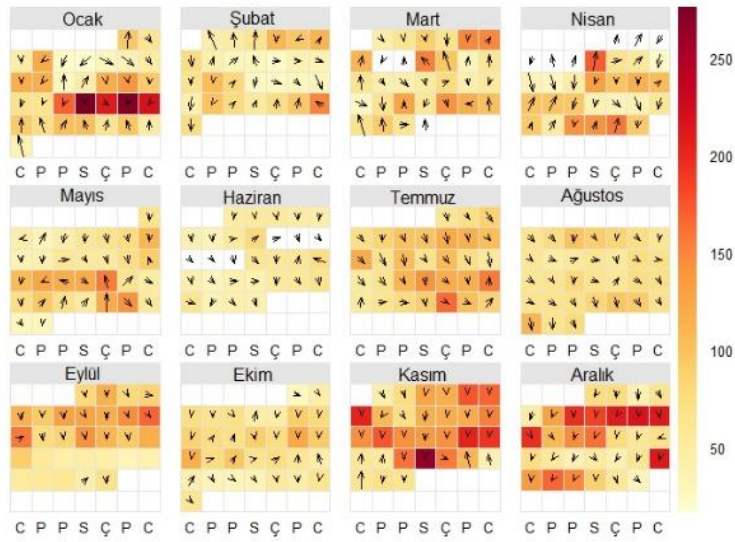 Ocak Şubat Mart Nisan
C P P S Ç P C C P P S Ç P C C P P S Ç P C C P P S Ç P C
Mayıs Haziran Temmuz Ağustos
C P P S Ç P C C P P S Ç P C C P P S Ç P C C P P S Ç P C
Eylül Ekim Kasım Aralık
C P P S Ç P C C P P S Ç P C C P P S Ç P C C P P S Ç P C
250
200
150
100
50